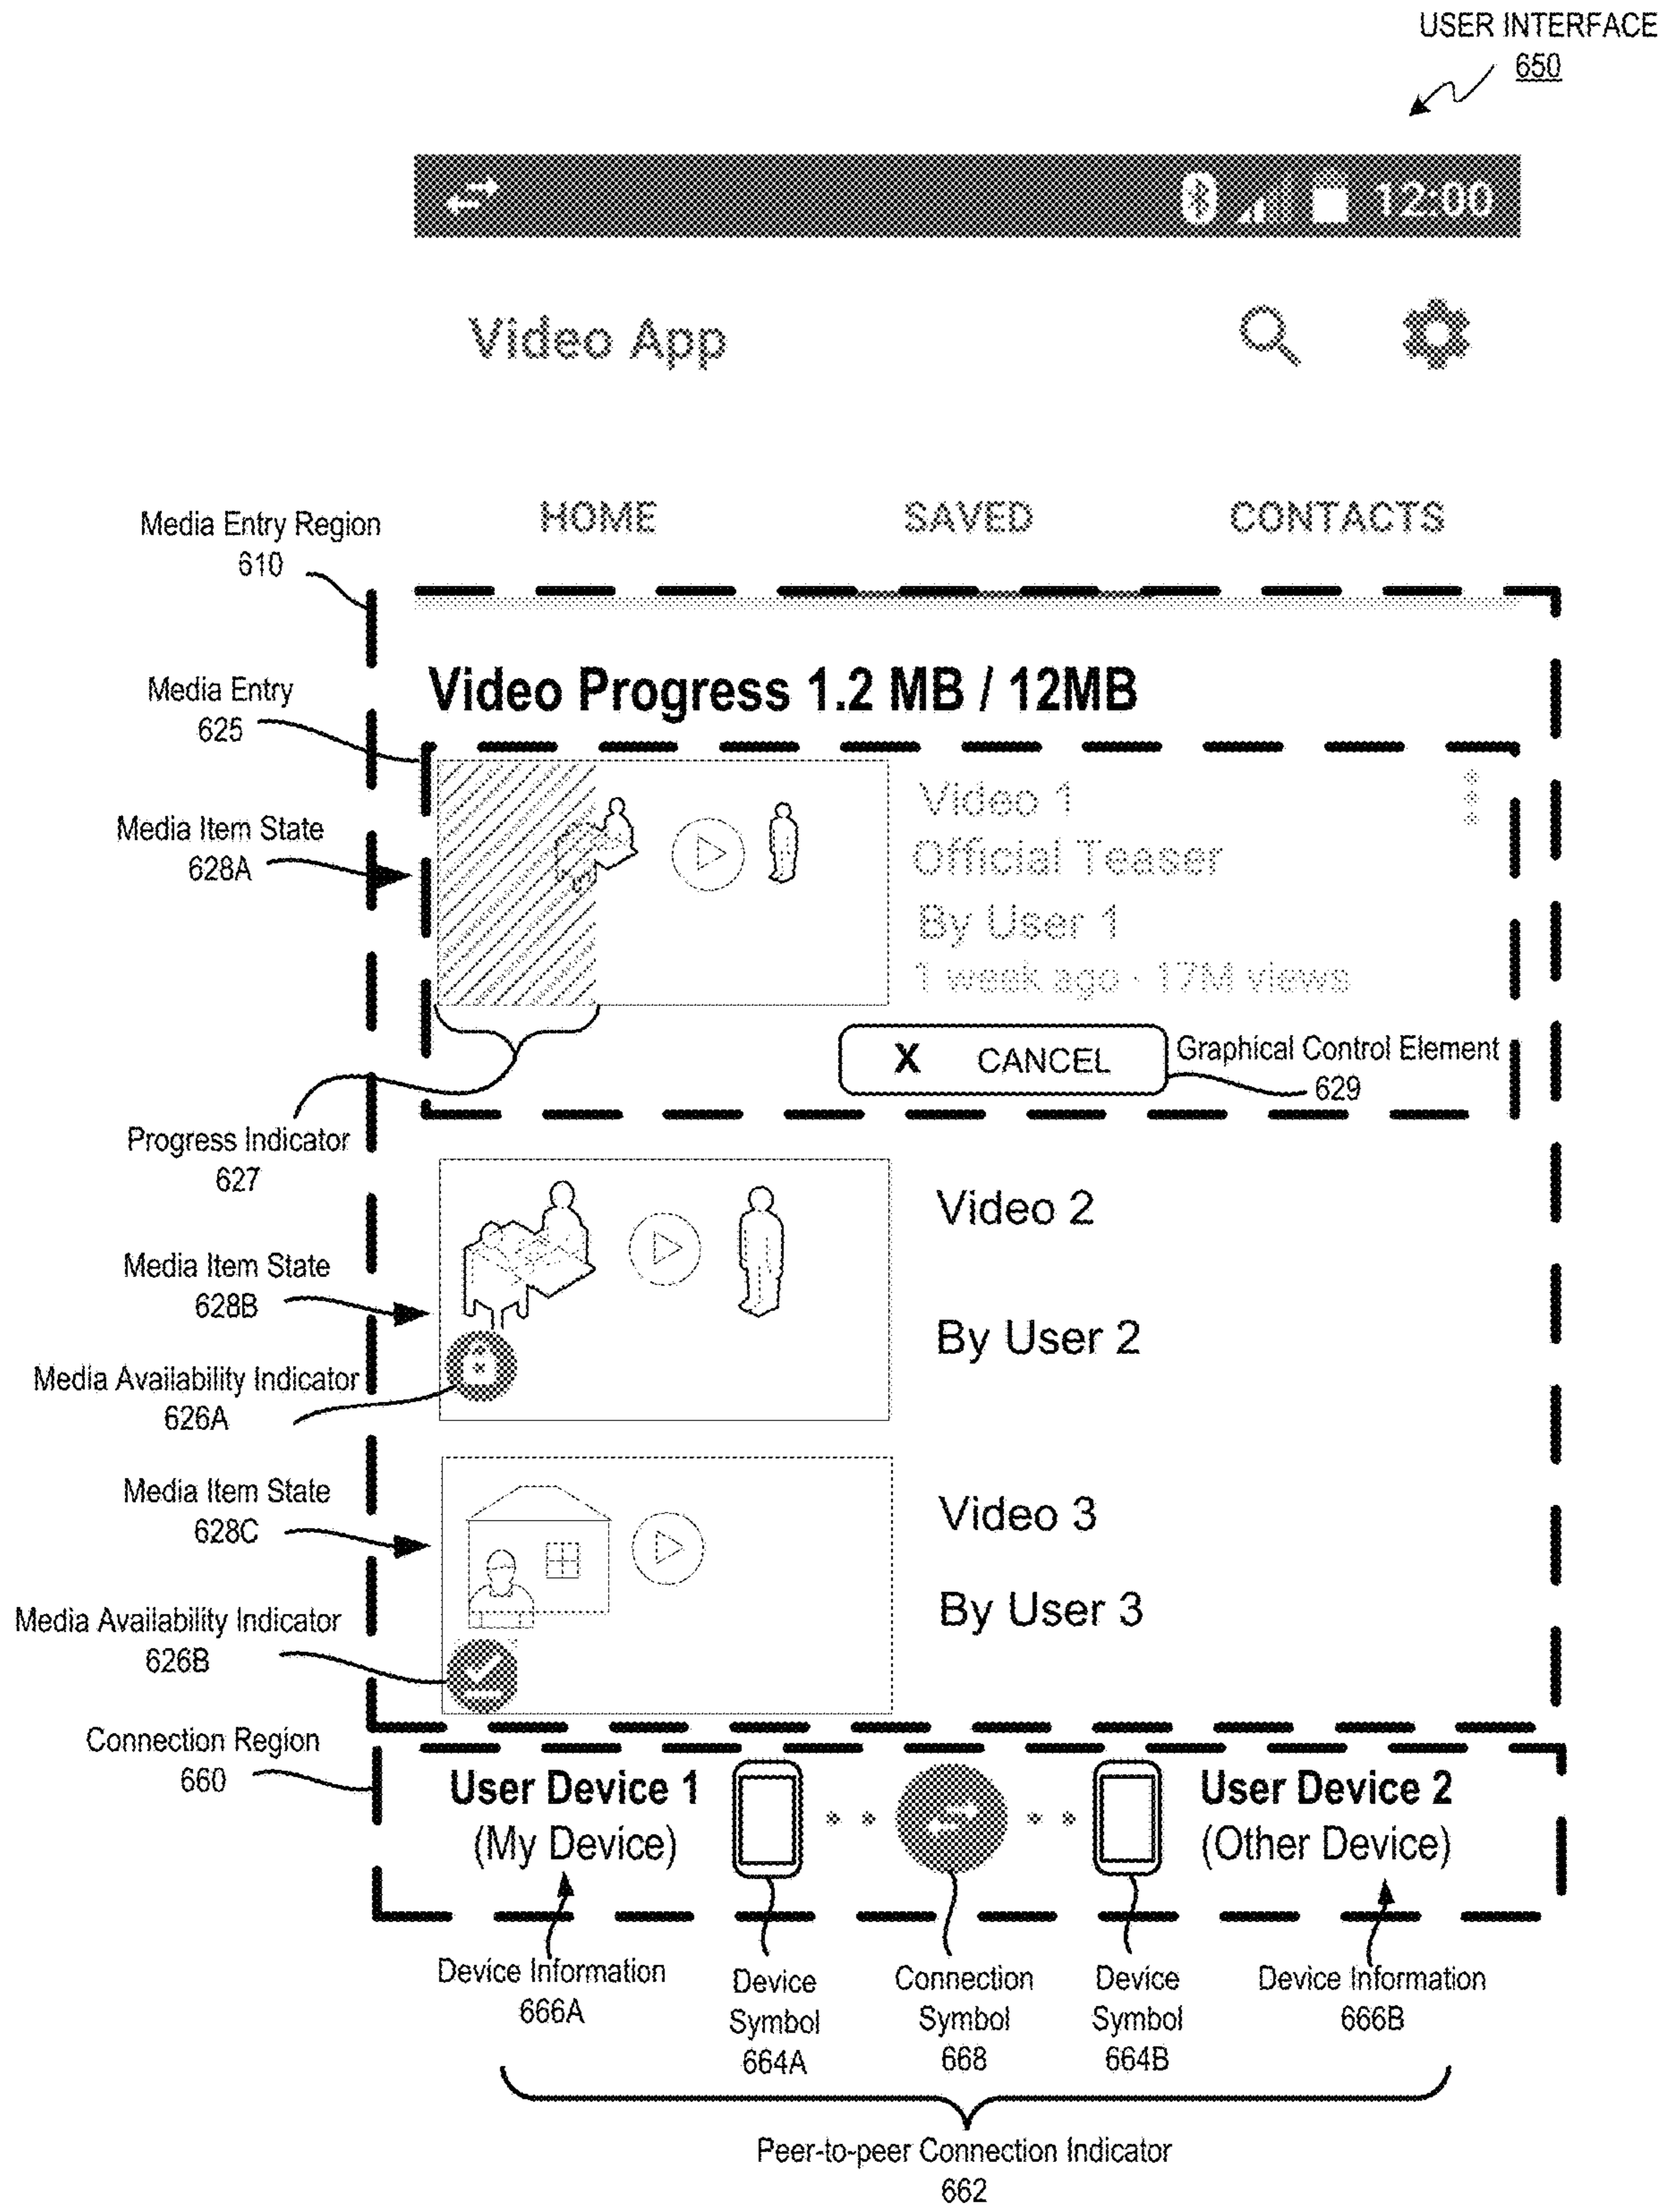 USER INTERFACE
650
12:00
Video App
HOME
SAVED
CONTACTS
Media Entry Region
610
Video Progress 1.2 MB / 12MB
Media Entry
625
Video 1
Official Teaser
By User 1
1 week ago · 17M views
Media Item State
628A
X CANCEL
Graphical Control Element
629
Progress Indicator
627
Video 2
By User 2
Media Item State
628B
Media Availability Indicator
626A
Video 3
By User 3
Media Item State
628C
Media Availability Indicator
626B
Connection Region
660
User Device 1
(My Device)
User Device 2
(Other Device)
Device Information
666A
Device
Symbol
664A
Connection
Symbol
668
Device
Symbol
664B
Device Information
666B
Peer-to-peer Connection Indicator
662